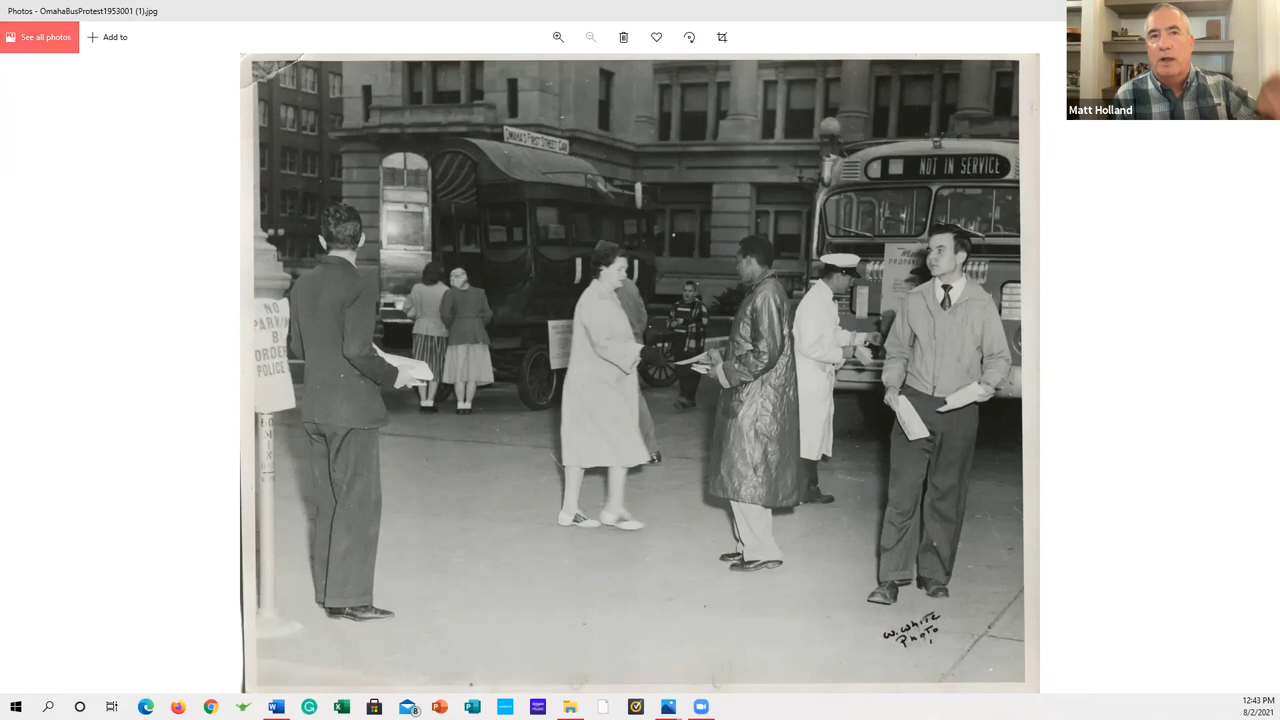 Photos - OmahaBusProtest1953001 (1).jpg
See all photos
Add to
Matt Holland
OMAHA'S FIRST STREET CAR
NOT IN SERVICE
NO
PARKIN
B
ORDER
POLICE
W. White
Photo
8
12:43 PM
8/2/2021